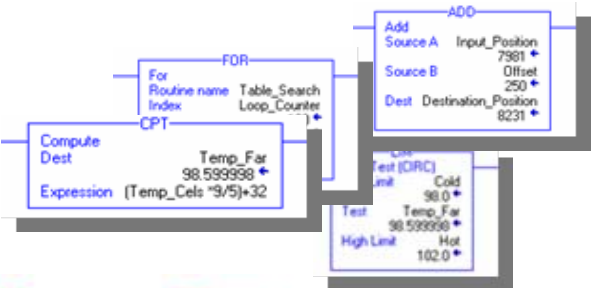 ADD
Add
Source A Input_Position
7981
Source B Offset
250
Dest Destination_Position
8231
FOR
For
Routine name Table_Search
Index Loop_Counter
CPT
Compute
Dest Temp_Far
98.599998
Expression (Temp_Cels *9/5)+32
Test (CIRC)
Limit Cold
98.0
Test Temp_Far
98.599998
High Limit Hot
102.0